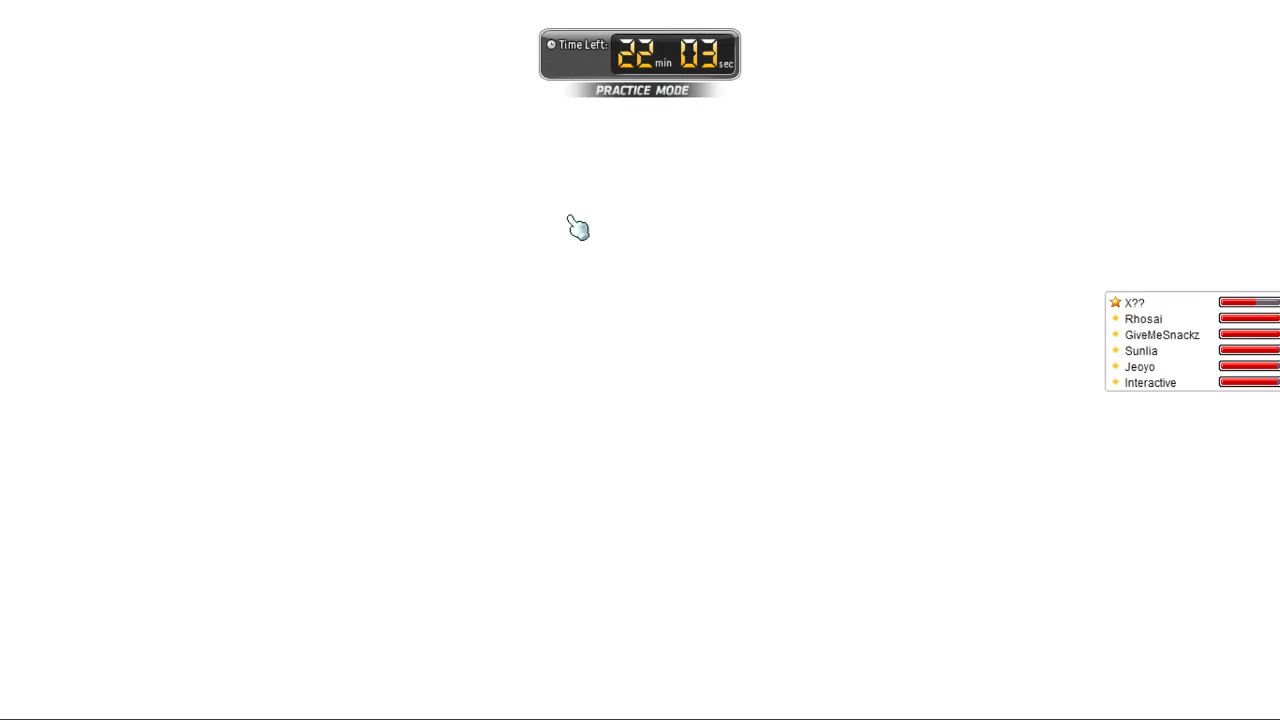 Time Left: 22 min 03 sec
PRACTICE MODE
X??
Rhosai
GiveMeSnackz
Sunlia
Jeoyo
Interactive